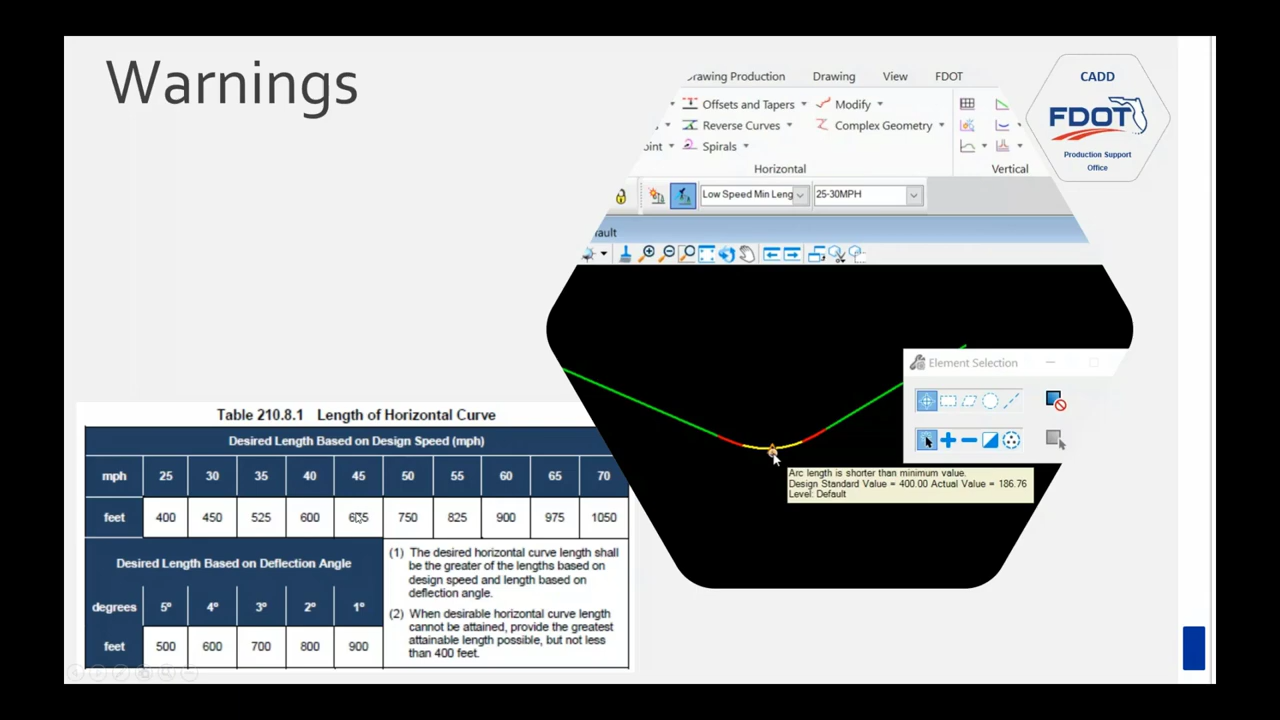 Warnings
Drawing Production Drawing View FDOT
Offsets and Tapers Modify
Reverse Curves Complex Geometry
Spirals
Horizontal Vertical
Low Speed Min Leng 25-30MPH
CADD
FDOT
Production Support
Office
Element Selection
Arc length is shorter than minimum value.
Design Standard Value = 400.00 Actual Value = 186.76
Level: Default
Table 210.8.1 Length of Horizontal Curve
Desired Length Based on Design Speed (mph)
mph 25 30 35 40 45 50 55 60 65 70
feet 400 450 525 600 675 750 825 900 975 1050
Desired Length Based on Deflection Angle
degrees 5° 4° 3° 2° 1°
feet 500 600 700 800 900
(1) The desired horizontal curve length shall
be the greater of the lengths based on
design speed and length based on
deflection angle.
(2) When desirable horizontal curve length
cannot be attained, provide the greatest
attainable length possible, but not less
than 400 feet.